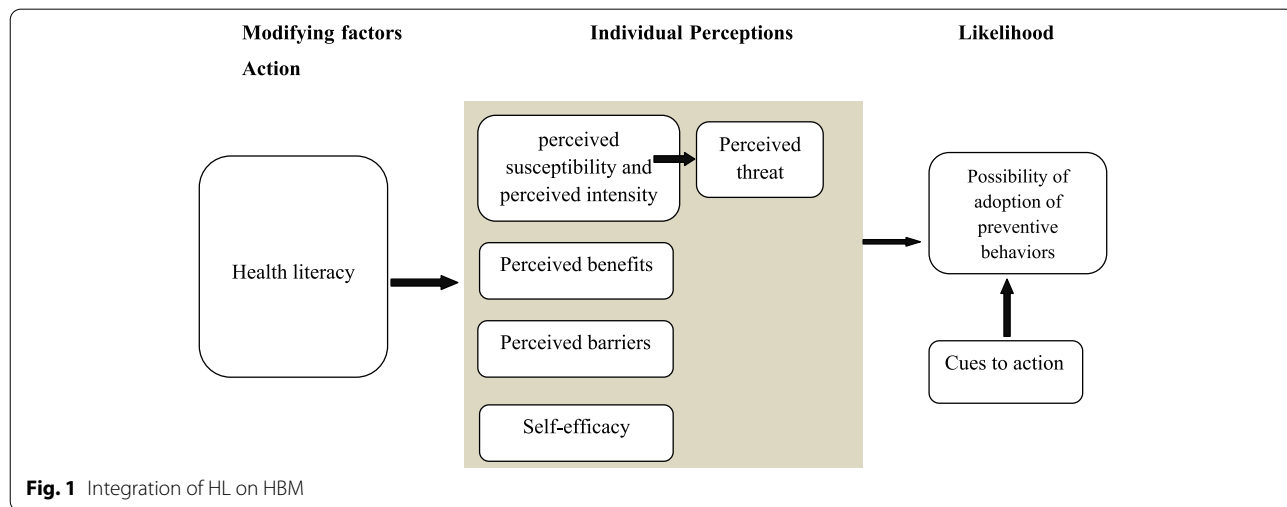 Modifying factors Individual Perceptions Likelihood
Action
Health literacy
perceived
susceptibility and
perceived intensity
Perceived
threat
Perceived benefits
Perceived barriers
Self-efficacy
Possibility of
adoption of
preventive
behaviors
Cues to action
Fig. 1 Integration of HL on HBM